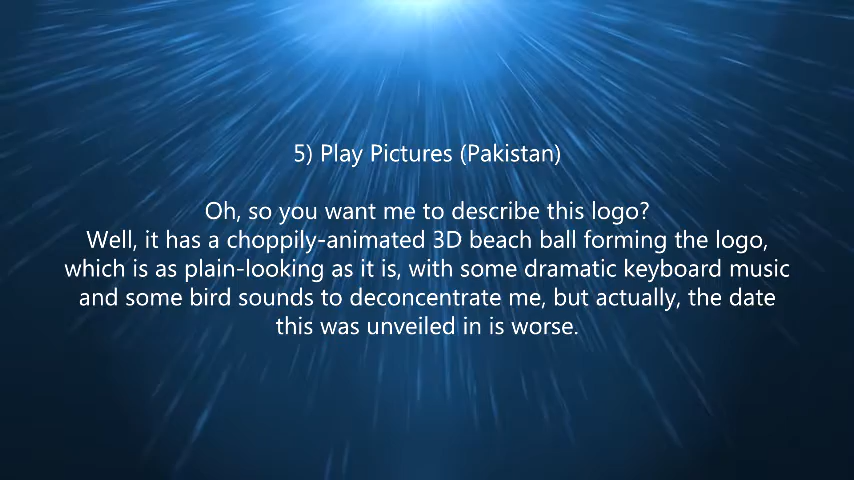 5) Play Pictures (Pakistan)
Oh, so you want me to describe this logo?
Well, it has a choppily-animated 3D beach ball forming the logo,
which is as plain-looking as it is, with some dramatic keyboard music
and some bird sounds to deconcentrate me, but actually, the date
this was unveiled in is worse.